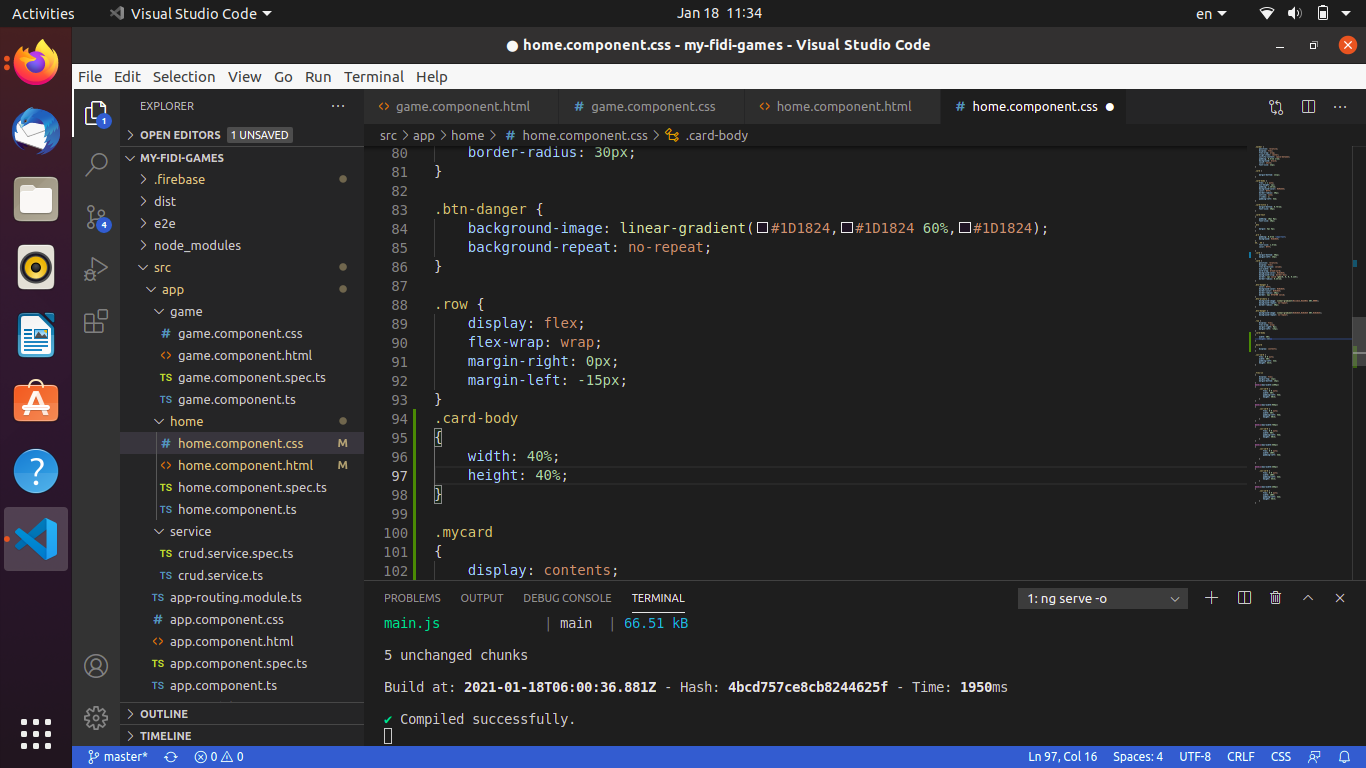 Activities
Visual Studio Code
Jan 18 11:34
en
● home.component.css - my-fidi-games - Visual Studio Code
File Edit Selection View Go Run Terminal Help
EXPLORER
OPEN EDITORS 1 UNSAVED
MY-FIDI-GAMES
.firebase
dist
e2e
node_modules
src
app
game
# game.component.css
<> game.component.html
TS game.component.spec.ts
TS game.component.ts
home
# home.component.css M
<> home.component.html M
TS home.component.spec.ts
TS home.component.ts
service
TS crud.service.spec.ts
TS crud.service.ts
TS app-routing.module.ts
# app.component.css
<> app.component.html
TS app.component.spec.ts
TS app.component.ts
OUTLINE
TIMELINE
1
4
<> game.component.html
# game.component.css
<> home.component.html
# home.component.css ●
src > app > home > # home.component.css > .card-body
80 border-radius: 30px;
81 }
82
83 .btn-danger {
84 background-image: linear-gradient(#1D1824,#1D1824 60%,#1D1824);
85 background-repeat: no-repeat;
86 }
87
88 .row {
89 display: flex;
90 flex-wrap: wrap;
91 margin-right: 0px;
92 margin-left: -15px;
93 }
94 .card-body
95 {
96 width: 40%;
97 height: 40%;
98 }
99
100 .mycard
101 {
102 display: contents;
PROBLEMS OUTPUT DEBUG CONSOLE TERMINAL
1: ng serve -o
main.js | main | 66.51 kB
5 unchanged chunks
Build at: 2021-01-18T06:00:36.881Z - Hash: 4bcd757ce8cb8244625f - Time: 1950ms
✔ Compiled successfully.
master* 0 0
Ln 97, Col 16 Spaces: 4 UTF-8 CRLF CSS